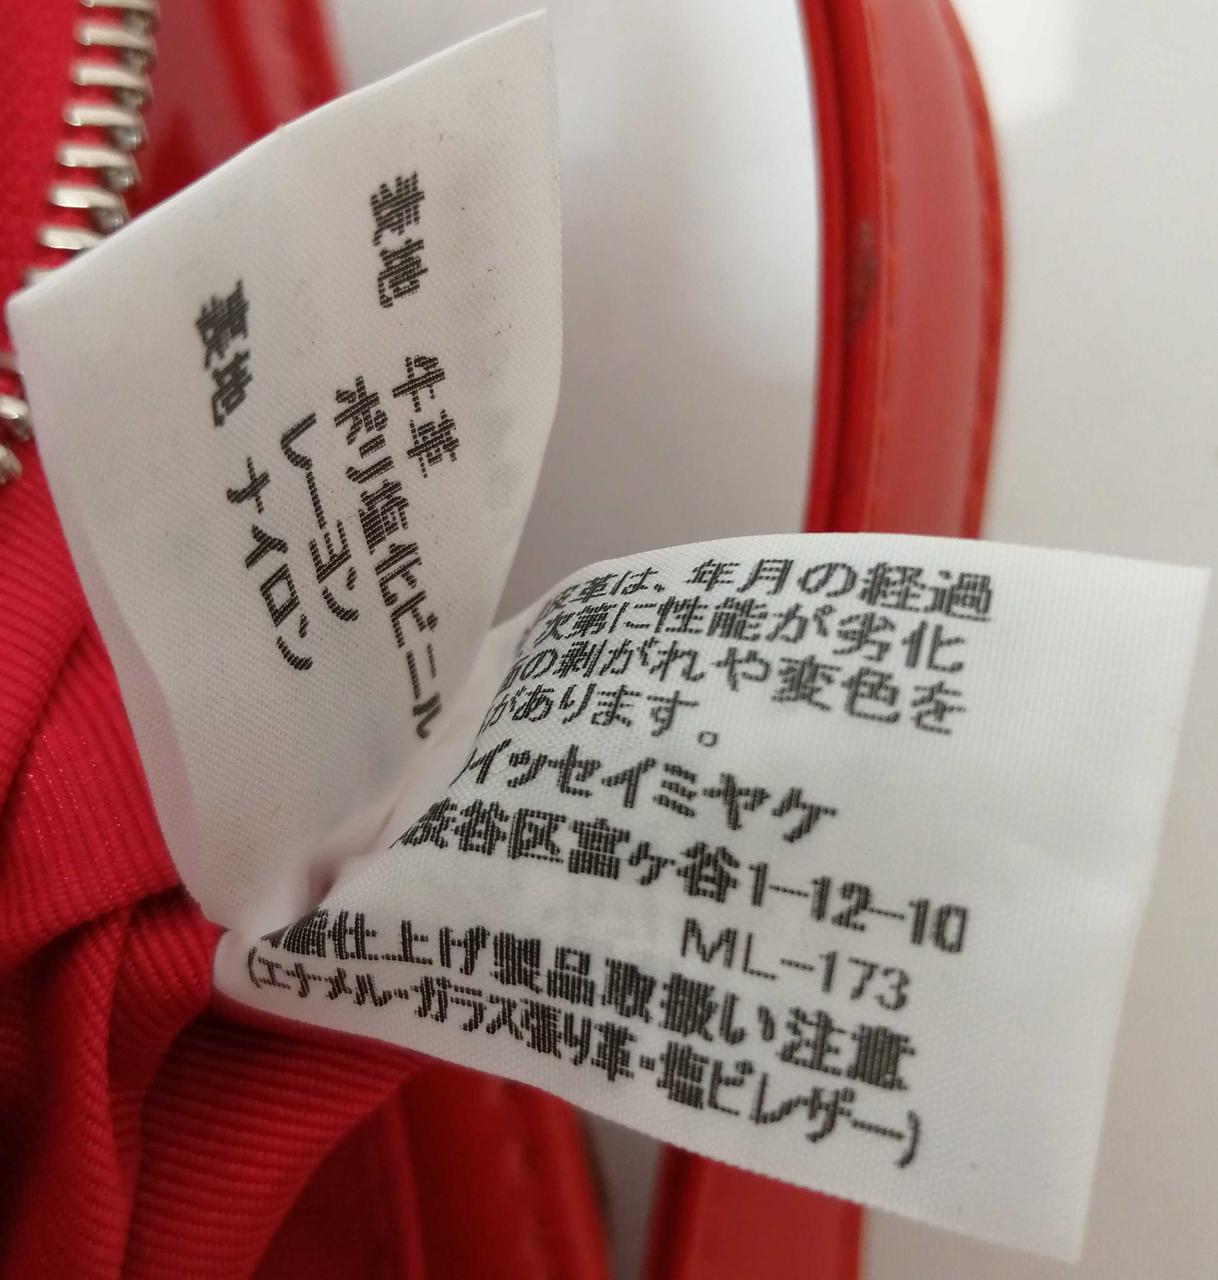 表地 牛革
ポリ塩化ビニル
レーヨン
裏地 ナイロン
皮革は、年月の経過
次第に性能が劣化
面の剥がれや変色を
があります。
イッセイミヤケ
渋谷区富ヶ谷1-12-10
ML-173
仕上げ製品取扱い注意
(エナメル・ガラス張り革・塩ビレザー)